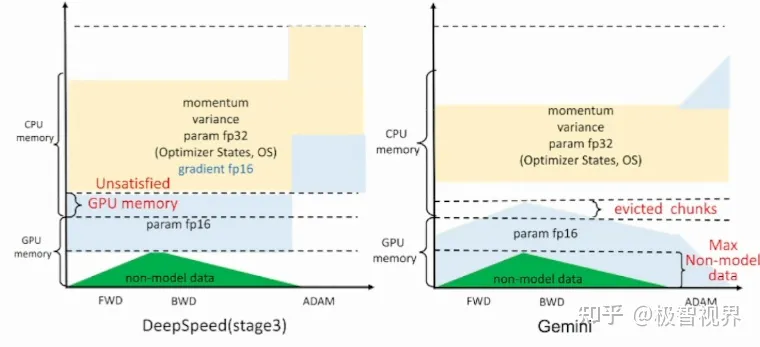 CPU
memory
GPU
memory
momentum
variance
param fp32
(Optimizer States, OS)
gradient fp16
Unsatisfied
GPU memory
param fp16
non-model data
FWD
BWD
ADAM
DeepSpeed(stage3)
CPU
memory
GPU
memory
momentum
variance
param fp32
(Optimizer States, OS)
evicted chunks
param fp16
Max
Non-model
data
non-model data
FWD
BWD
ADAM
Gemini
知乎 @极智视界